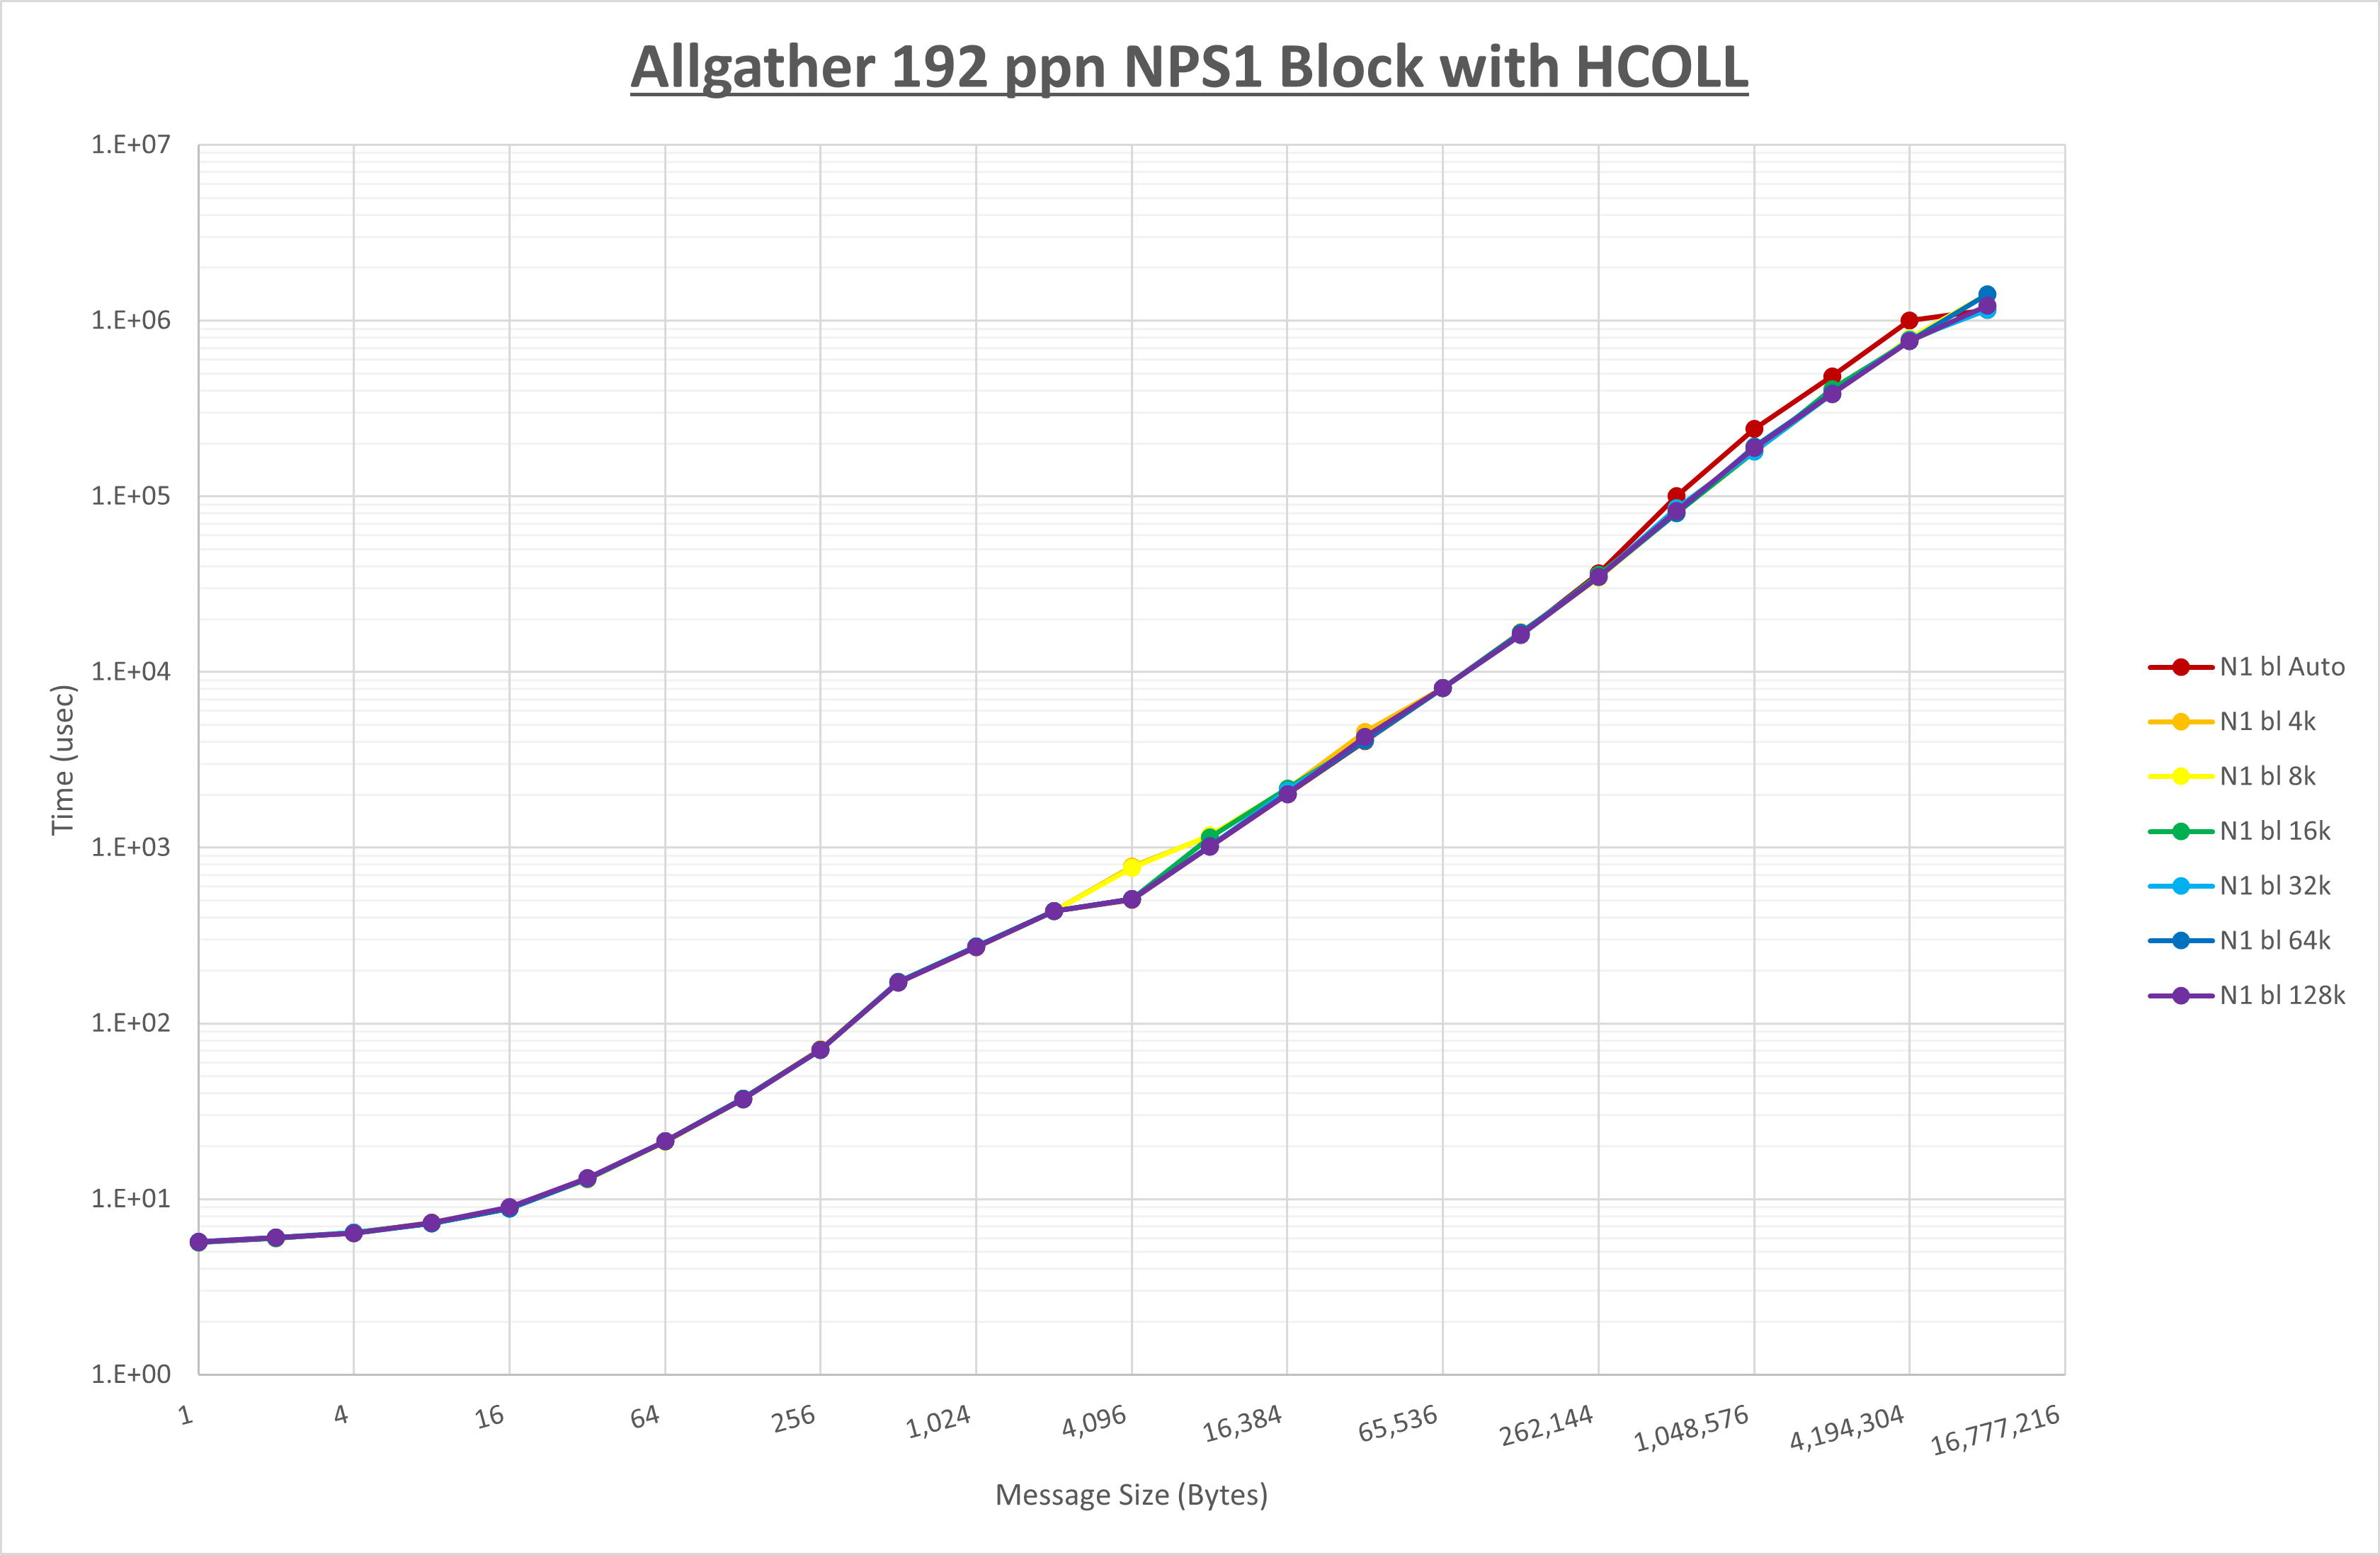 Allgather 192 ppn NPS1 Block with HCOLL
1.E+07
1.E+06
1.E+05
1.E+04
1.E+03
1.E+02
1.E+01
1.E+00
Time (usec)
1 4 16 64 256 1,024 4,096 16,384 65,536 262,144 1,048,576 4,194,304 16,777,216
Message Size (Bytes)
N1 bl Auto
N1 bl 4k
N1 bl 8k
N1 bl 16k
N1 bl 32k
N1 bl 64k
N1 bl 128k